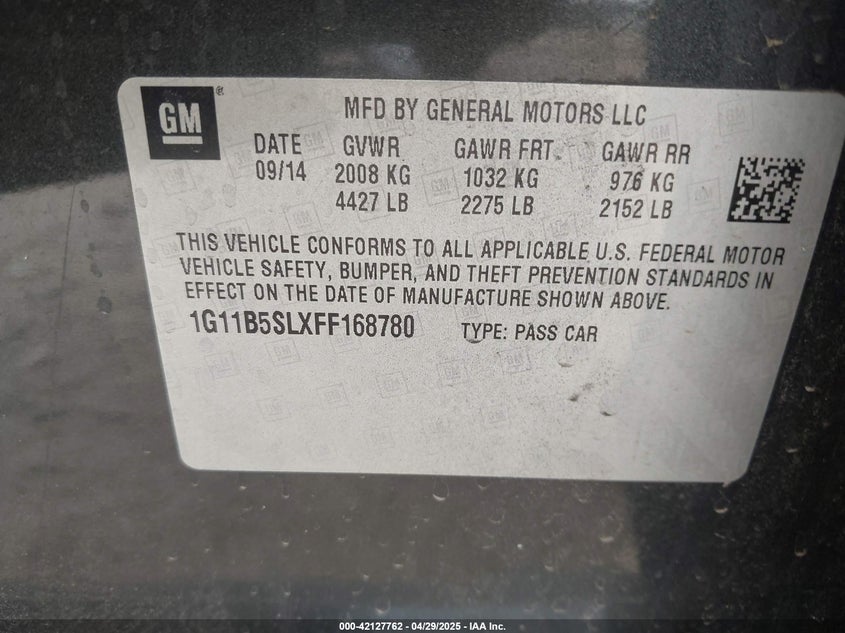 GM ®
MFD BY GENERAL MOTORS LLC
DATE GVWR GAWR FRT. GAWR RR
09/14 2008 KG 1032 KG 976 KG
4427 LB 2275 LB 2152 LB
THIS VEHICLE CONFORMS TO ALL APPLICABLE U.S. FEDERAL MOTOR
VEHICLE SAFETY, BUMPER, AND THEFT PREVENTION STANDARDS IN
EFFECT ON THE DATE OF MANUFACTURE SHOWN ABOVE.
1G11B5SLXFF168780 TYPE: PASS CAR
000-42127762 - 04/29/2025 - IAA Inc.